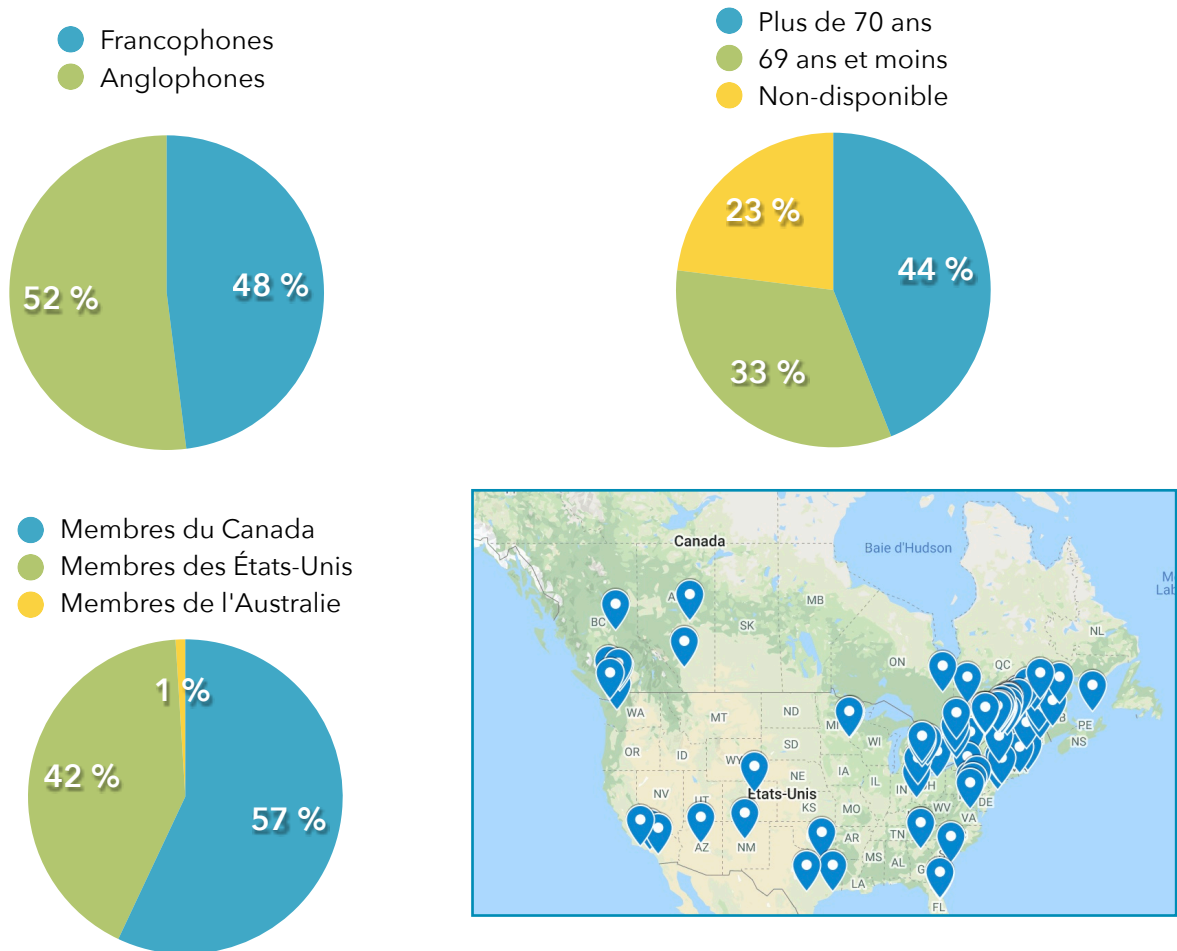 Francophones
Anglophones
52 %
48 %
Plus de 70 ans
69 ans et moins
Non-disponible
23 %
44 %
33 %
Membres du Canada
Membres des États-Unis
Membres de l'Australie
1 %
42 %
57 %
Canada
Baie d'Hudson
BC
MB
SK
NL
ON
QC
WA
MT
ND
PE
NS
OR
ID
SD
WI
WY
NE
IA
IL
IN
NV
UT
États-Unis
KS
MO
WV
VA
DE
AZ
NM
AR
TN
MS
AL
LA
FL